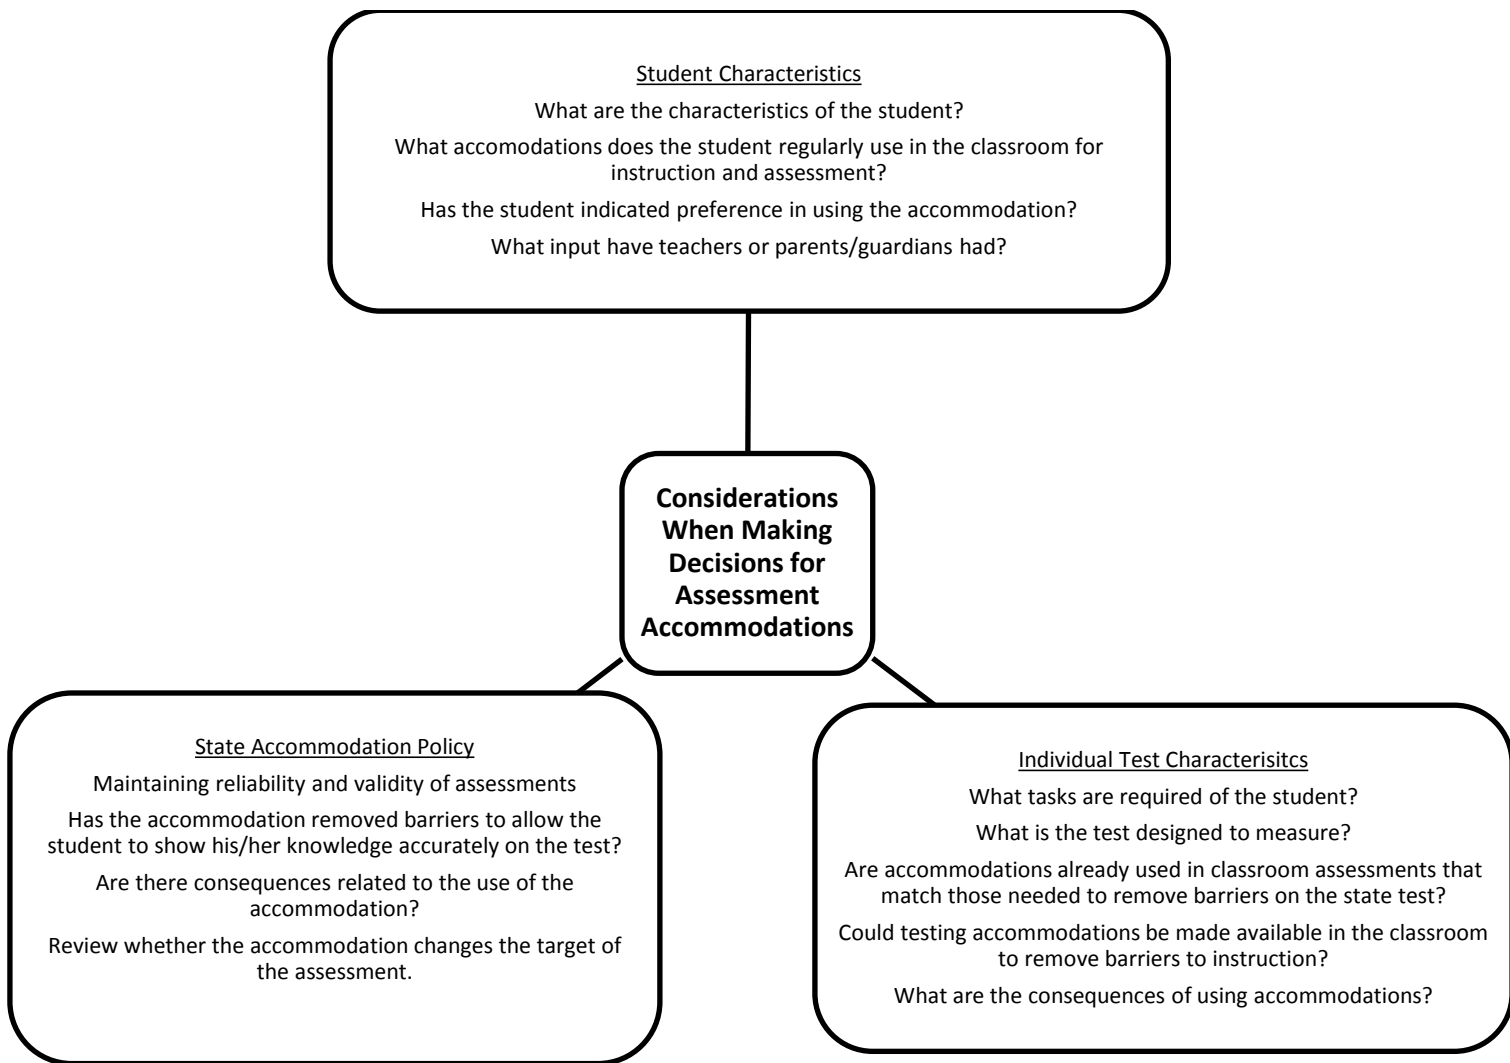 Student Characteristics
What are the characteristics of the student?
What accomodations does the student regularly use in the classroom for
instruction and assessment?
Has the student indicated preference in using the accommodation?
What input have teachers or parents/guardians had?
Considerations
When Making
Decisions for
Assessment
Accommodations
State Accommodation Policy
Maintaining reliability and validity of assessments
Has the accommodation removed barriers to allow the
student to show his/her knowledge accurately on the test?
Are there consequences related to the use of the
accommodation?
Review whether the accommodation changes the target of
the assessment.
Individual Test Characterisitcs
What tasks are required of the student?
What is the test designed to measure?
Are accommodations already used in classroom assessments that
match those needed to remove barriers on the state test?
Could testing accommodations be made available in the classroom
to remove barriers to instruction?
What are the consequences of using accommodations?